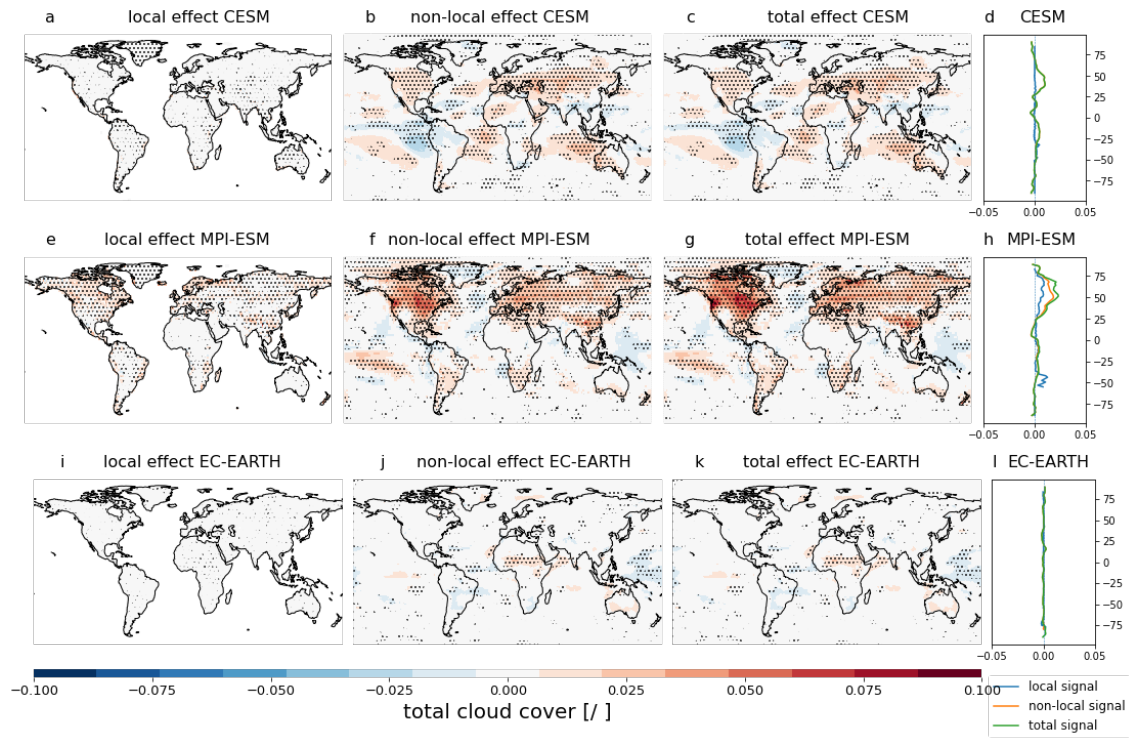 a local effect CESM b non-local effect CESM c total effect CESM d CESM
75
50
25
0
−25
−50
−75
−0.05 0.00 0.05
e local effect MPI-ESM f non-local effect MPI-ESM g total effect MPI-ESM h MPI-ESM
75
50
25
0
−25
−50
−75
−0.05 0.00 0.05
i local effect EC-EARTH j non-local effect EC-EARTH k total effect EC-EARTH l EC-EARTH
75
50
25
0
−25
−50
−75
−0.05 0.00 0.05
−0.100 −0.075 −0.050 −0.025 0.000 0.025 0.050 0.075 0.100
total cloud cover [/ ]
local signal
non-local signal
total signal